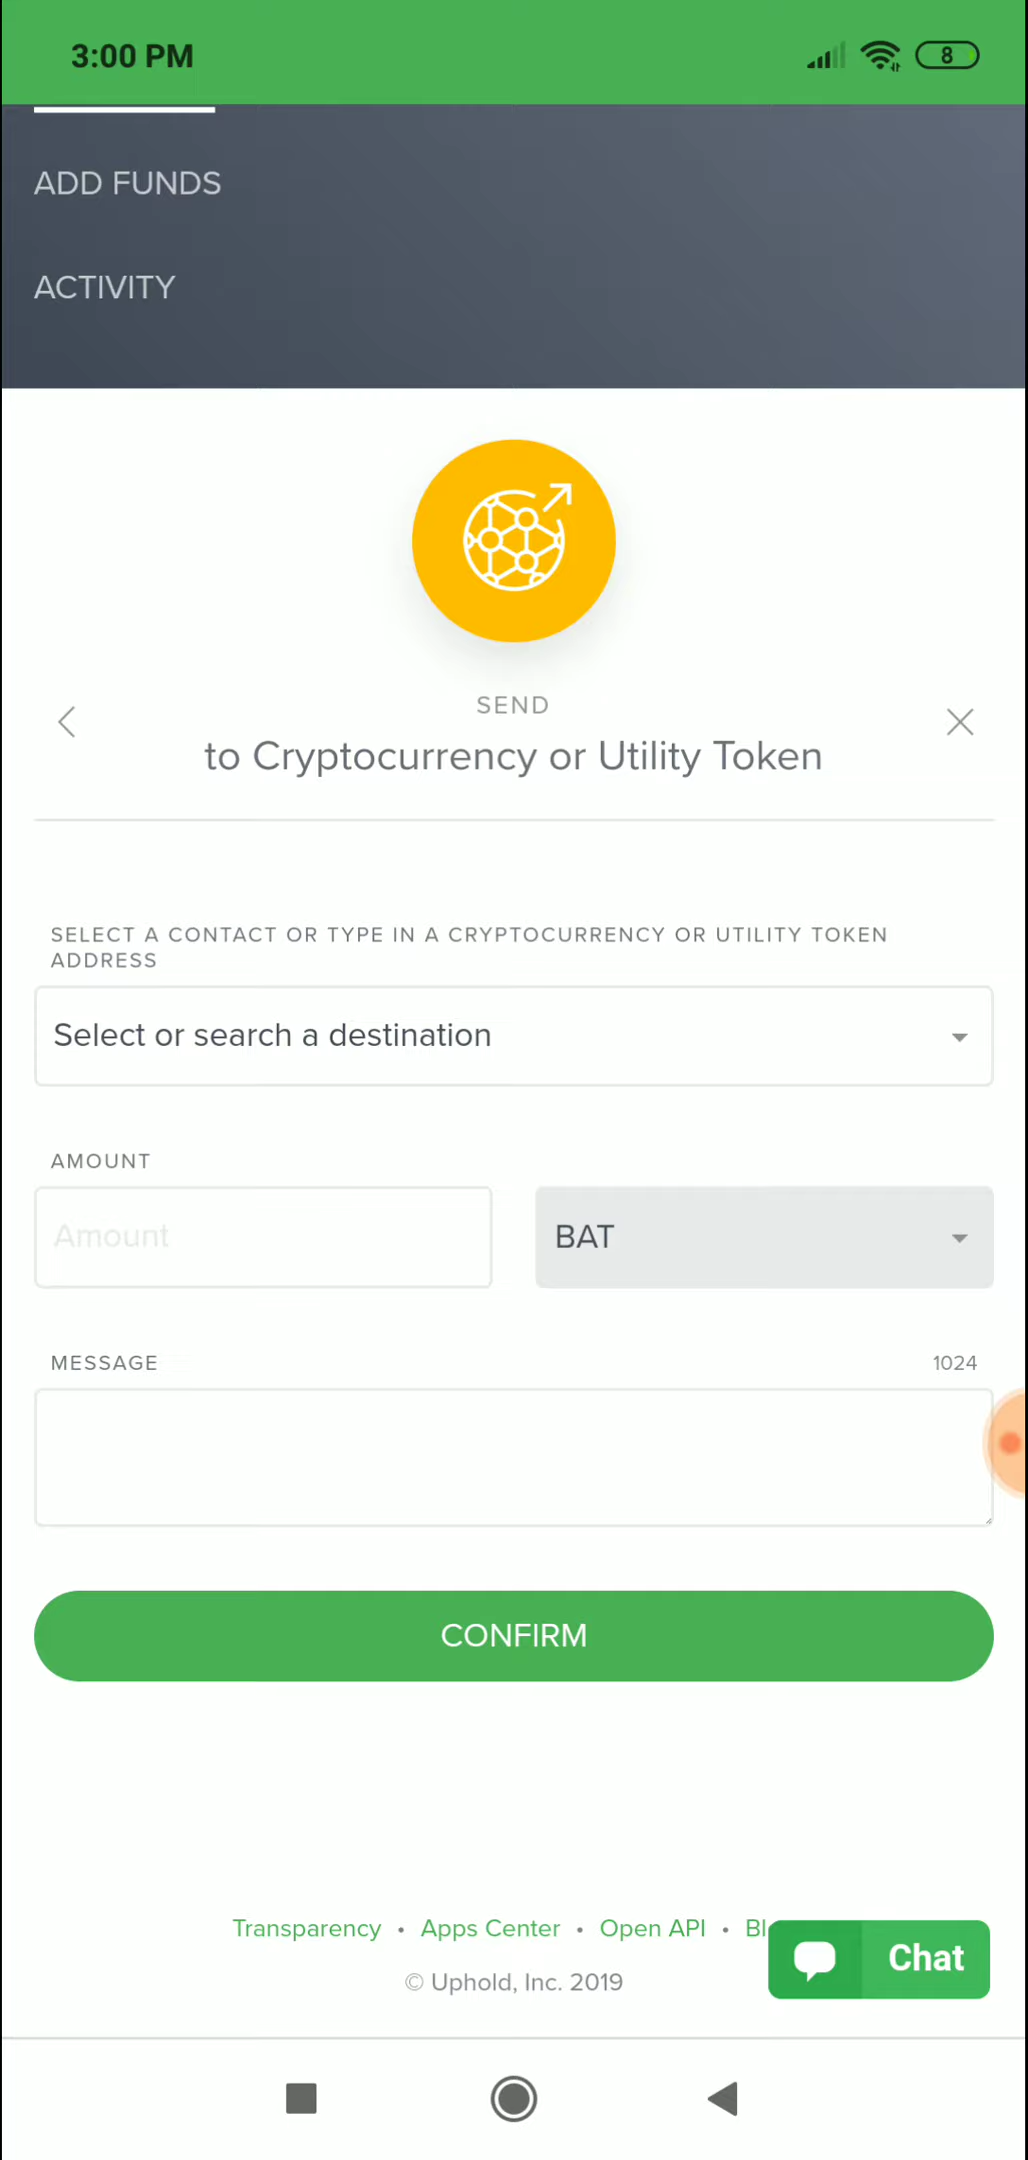 3:00 PM
8
ADD FUNDS
ACTIVITY
SEND
to Cryptocurrency or Utility Token
SELECT A CONTACT OR TYPE IN A CRYPTOCURRENCY OR UTILITY TOKEN
ADDRESS
Select or search a destination
AMOUNT
Amount
BAT
MESSAGE 1024
CONFIRM
Transparency • Apps Center • Open API •
Chat
© Uphold, Inc. 2019